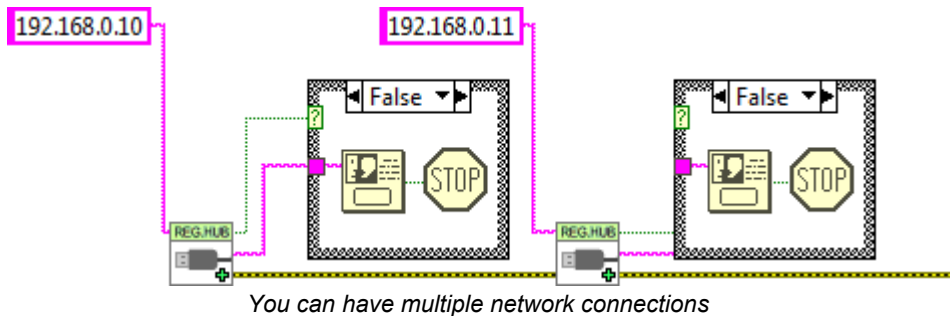 192.168.0.10 192.168.0.11
False False
? ?
STOP STOP
REG.HUB REG.HUB
You can have multiple network connections